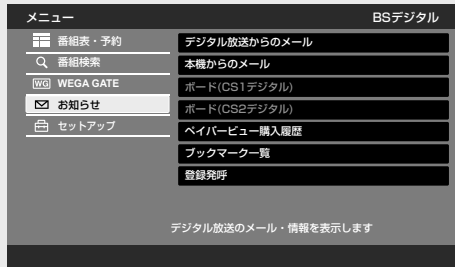 メニュー BSデジタル
番組表・予約
番組検索
WG WEGA GATE
お知らせ
セットアップ
デジタル放送からのメール
本機からのメール
ボード(CS1デジタル)
ボード(CS2デジタル)
ペイパービュー購入履歴
ブックマーク一覧
登録発呼
デジタル放送のメール・情報を表示します